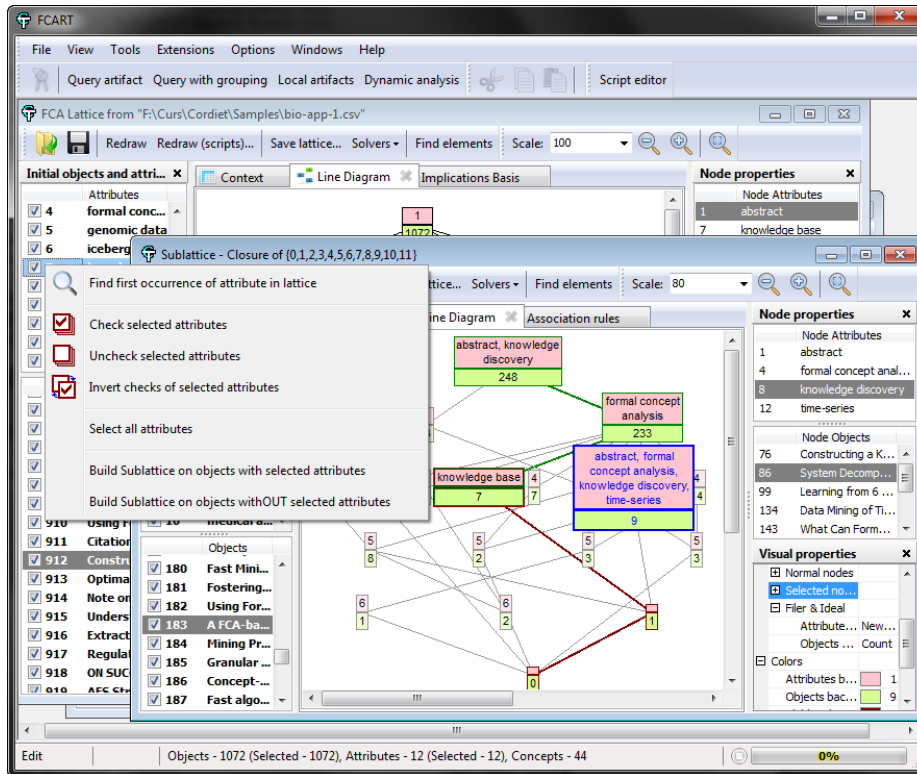 FCART
File View Tools Extensions Options Windows Help
Query artifact Query with grouping Local artifacts Dynamic analysis Script editor
FCA Lattice from "F:\Curs\Cordiet\Samples\bio-app-1.csv"
Redraw Redraw (scripts)... Save lattice... Solvers Find elements Scale: 100
Initial objects and attri...
Context Line Diagram Implications Basis
Node properties
Attributes
4 formal conc...
5 genomic data
6 iceberg
1
1072
Node Attributes
1 abstract
7 knowledge base
Sublattice - Closure of {0,1,2,3,4,5,6,7,8,9,10,11}
Find first occurrence of attribute in lattice
Check selected attributes
Uncheck selected attributes
Invert checks of selected attributes
Select all attributes
Build Sublattice on objects with selected attributes
Build Sublattice on objects withOUT selected attributes
ttice... Solvers Find elements Scale: 80
ine Diagram Association rules
Node properties
Node Attributes
1 abstract
4 formal concept anal...
8 knowledge discovery
12 time-series
Node Objects
76 Constructing a K...
86 System Decomp...
99 Learning from 6 ...
134 Data Mining of Ti...
143 What Can Form...
Visual properties
Normal nodes
Selected no...
Filer & Ideal
Attribute... New...
Objects ... Count
Colors
Attributes b... 1
Objects bac... 9
abstract, knowledge
discovery
248
formal concept
analysis
233
abstract, formal
concept analysis,
knowledge discovery,
time-series
9
knowledge base
7
4
7
4
4
5
8
5
2
5
3
5
3
6
1
6
2
1
0
910 Using F
911 Citation
912 Constr
913 Optima
914 Note on
915 Unders
916 Extract
917 Regulat
918 ON SUC
919 AFS Str
Objects
180 Fast Mini...
181 Fostering...
182 Using For...
183 A FCA-ba...
184 Mining Pr...
185 Granular ...
186 Concept-...
187 Fast algo...
Edit Objects - 1072 (Selected - 1072), Attributes - 12 (Selected - 12), Concepts - 44 0%